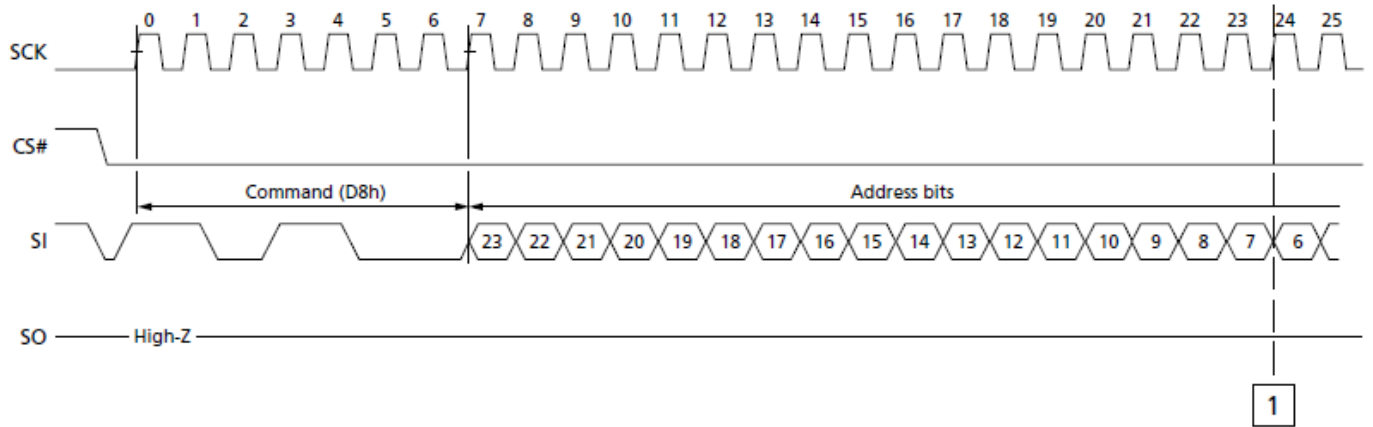 0 1 2 3 4 5 6 7 8 9 10 11 12 13 14 15 16 17 18 19 20 21 22 23 24 25
SCK
CS#
Command (D8h) Address bits
SI 23 22 21 20 19 18 17 16 15 14 13 12 11 10 9 8 7 6
SO High-Z
1